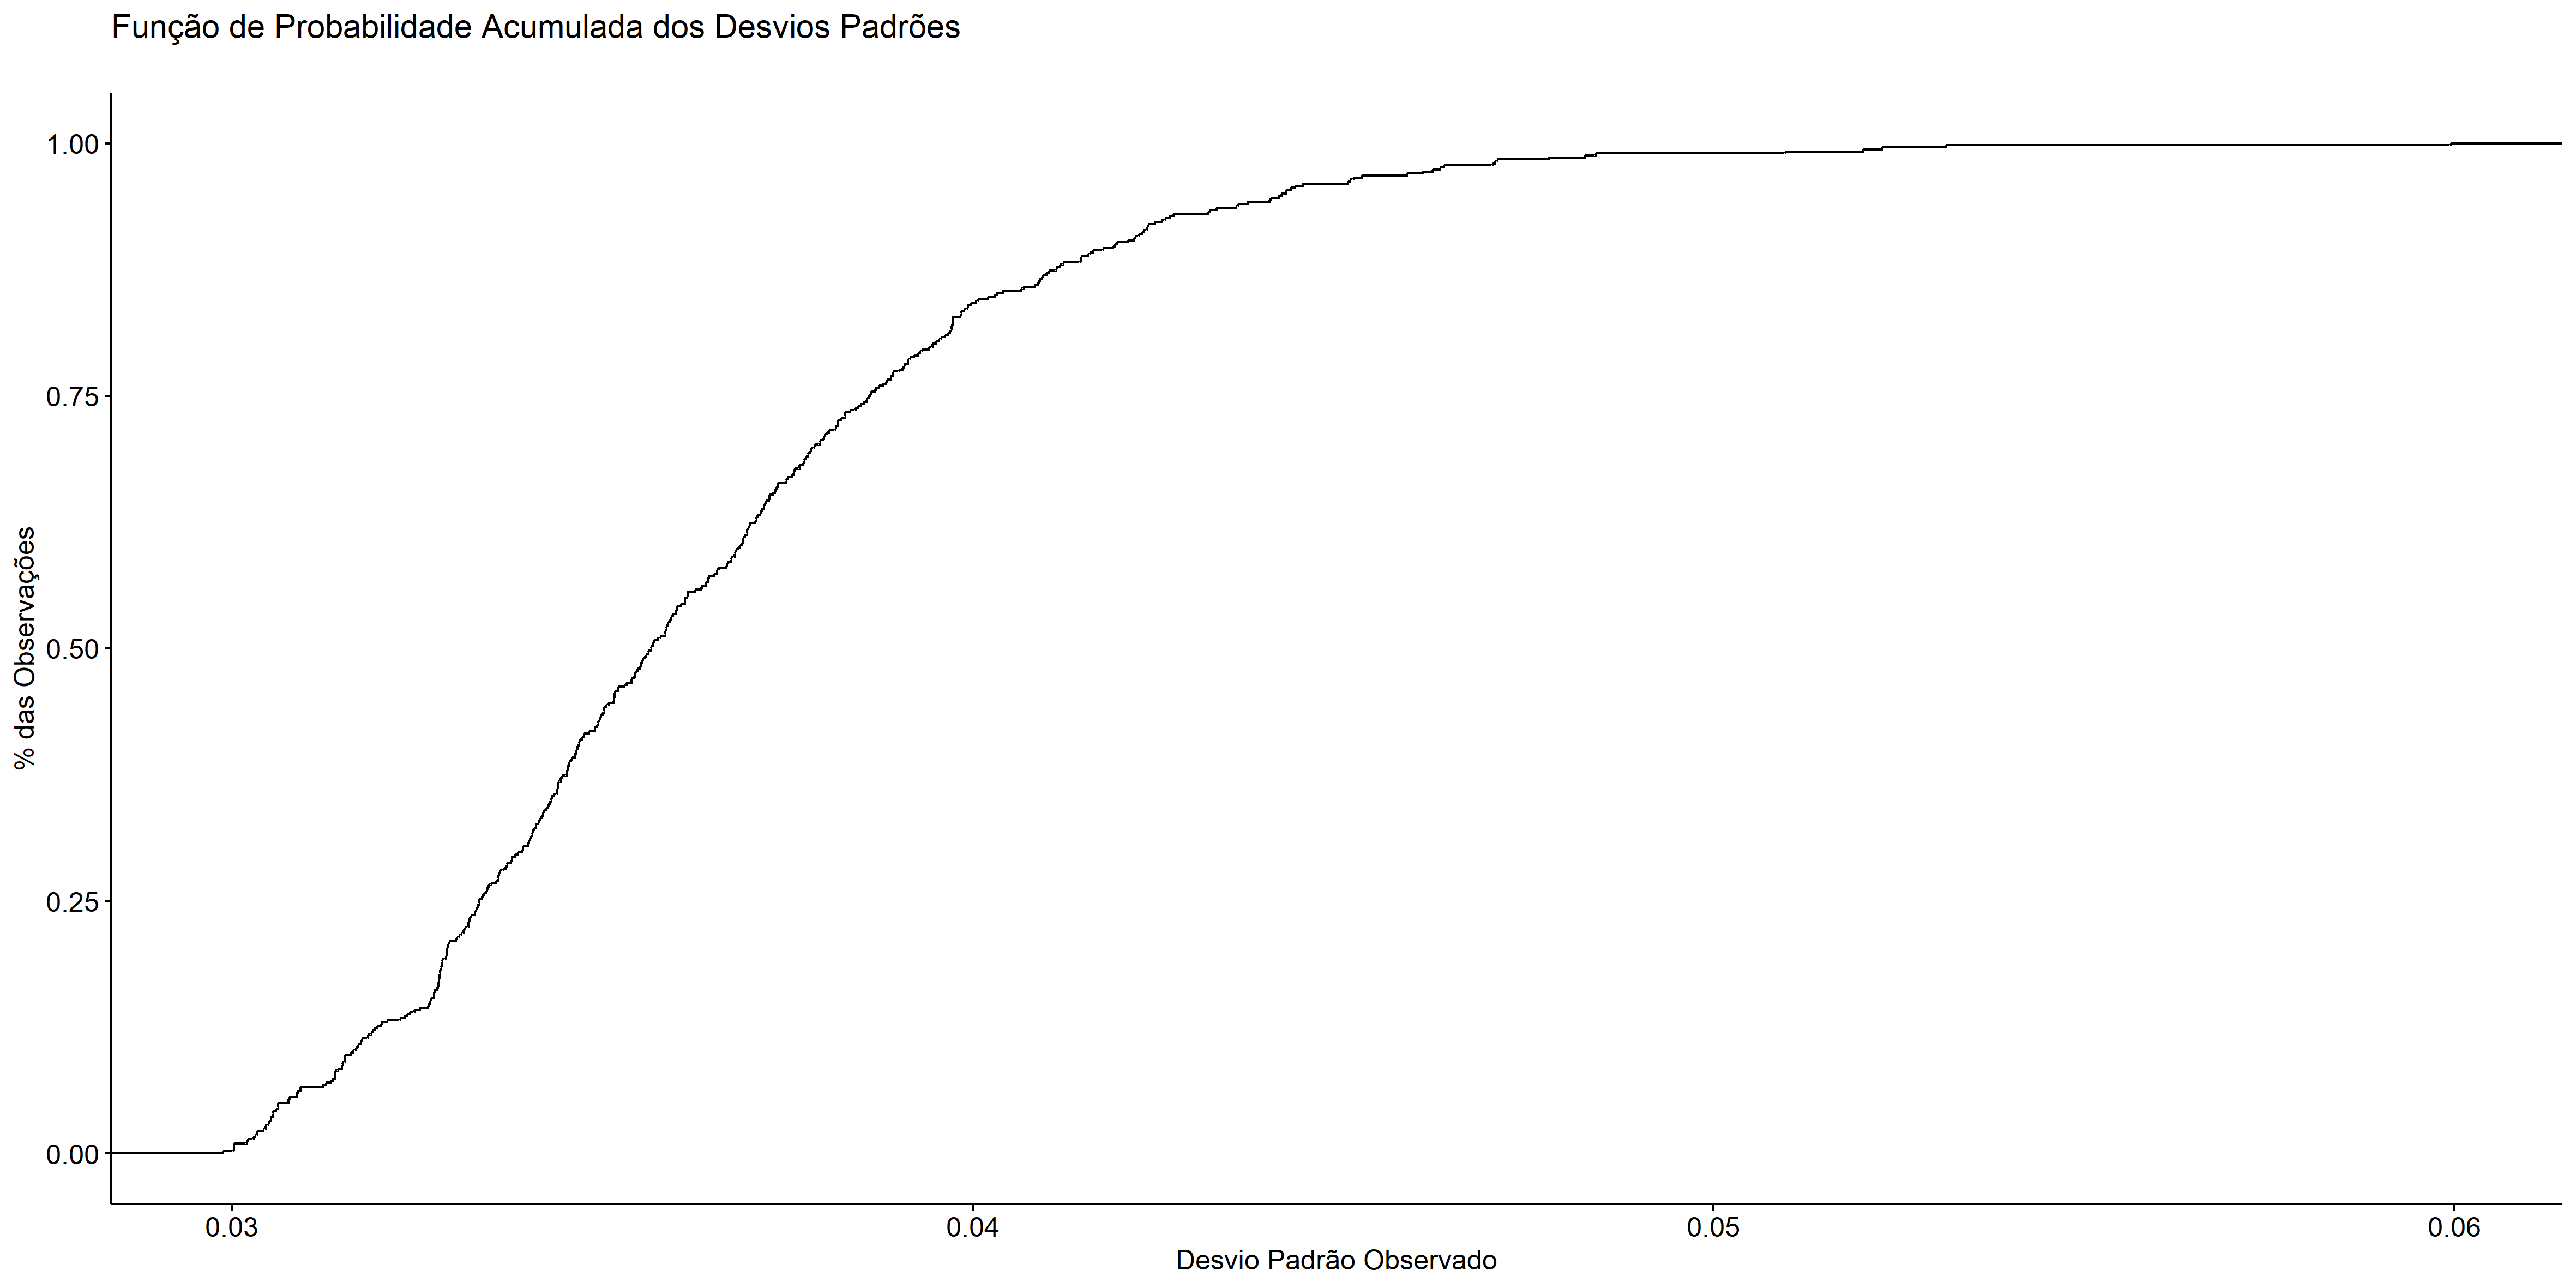 Função de Probabilidade Acumulada dos Desvios Padrões
1.00
0.75
0.50
0.25
0.00
% das Observações
0.03 0.04 0.05 0.06
Desvio Padrão Observado